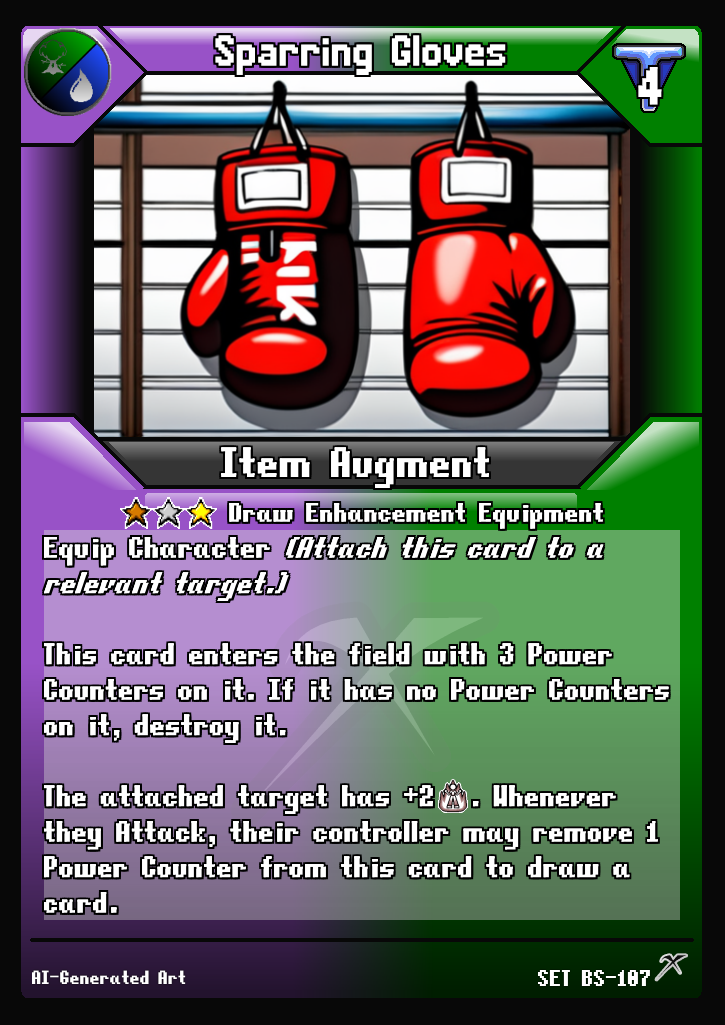 Sparring Gloves
4
Item Augment
Draw Enhancement Equipment
Equip Character (Attach this card to a
relevant target.)
This card enters the field with 3 Power
Counters on it. If it has no Power Counters
on it, destroy it.
The attached target has +2. Whenever
they Attack, their controller may remove 1
Power Counter from this card to draw a
card.
AI-Generated Art
SET BS-107